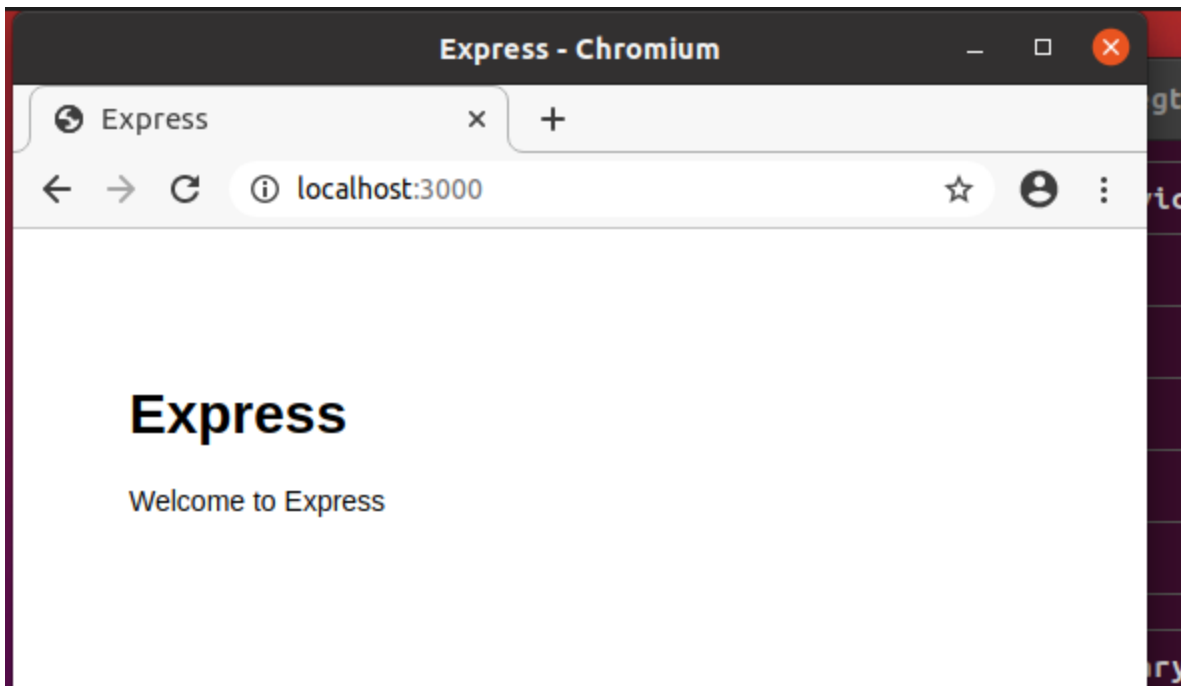 Express - Chromium
Express
localhost:3000
Express
Welcome to Express